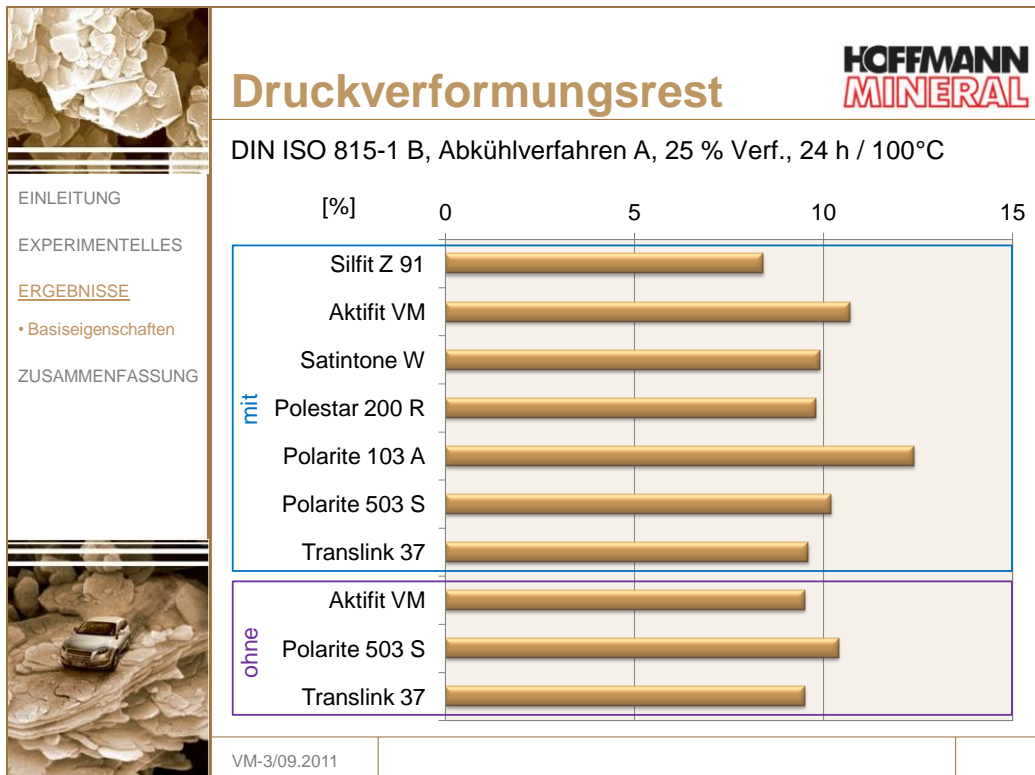 Druckverformungsrest
HOFFMANN
MINERAL
DIN ISO 815-1 B, Abkühlverfahren A, 25 % Verf., 24 h / 100°C
EINLEITUNG
EXPERIMENTELLES
ERGEBNISSE
• Basiseigenschaften
ZUSAMMENFASSUNG
[%] 0 5 10 15
mit
Silfit Z 91
Aktifit VM
Satintone W
Polestar 200 R
Polarite 103 A
Polarite 503 S
Translink 37
ohne
Aktifit VM
Polarite 503 S
Translink 37
VM-3/09.2011